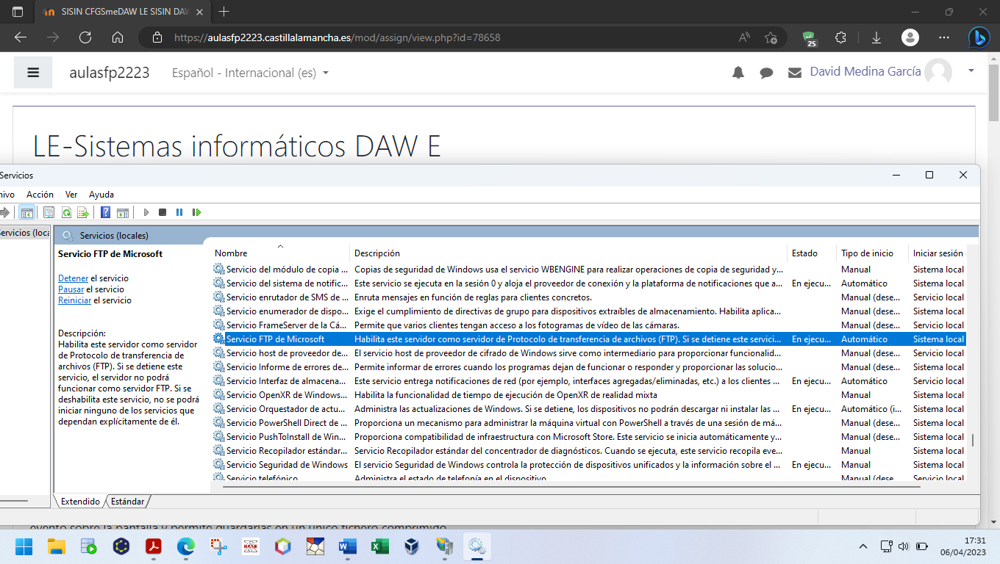 SISIN CFGSmeDAW LE SISIN DAW
https://aulasfp2223.castillalamancha.es/mod/assign/view.php?id=78658
25
aulasfp2223 Español - Internacional (es) David Medina García
LE-Sistemas informáticos DAW E
Servicios
Acción Ver Ayuda
Servicios (locales)
Servicio FTP de Microsoft
Detener el servicio
Pausar el servicio
Reiniciar el servicio
Descripción:
Habilita este servidor como servidor
de Protocolo de transferencia de
archivos (FTP). Si se detiene este
servicio, el servidor no podrá
funcionar como servidor FTP. Si se
deshabilita este servicio, no se podrá
iniciar ninguno de los servicios que
dependan explícitamente de él.
Nombre Descripción Estado Tipo de inicio Iniciar sesión
Servicio del módulo de copia ... Copias de seguridad de Windows usa el servicio WBENGINE para realizar operaciones de copia de seguridad y... Manual Sistema local
Servicio del sistema de notific... Este servicio se ejecuta en la sesión 0 y aloja el proveedor de conexión y la plataforma de notificaciones que a... En ejecu... Automático Sistema local
Servicio enrutador de SMS de ... Enruta mensajes en función de reglas para clientes concretos. Manual (dese... Servicio local
Servicio enumerador de dispo... Exige el cumplimiento de directivas de grupo para dispositivos extraíbles de almacenamiento. Habilita aplica... Manual (dese... Sistema local
Servicio FrameServer de la Cá... Permite que varios clientes tengan acceso a los fotogramas de vídeo de las cámaras. Manual (dese... Servicio local
Servicio FTP de Microsoft Habilita este servidor como servidor de Protocolo de transferencia de archivos (FTP). Si se detiene este servici... En ejecu... Automático Sistema local
Servicio host de proveedor de... El servicio host de proveedor de cifrado de Windows sirve como intermediario para proporcionar funcionalid... Manual (dese... Servicio local
Servicio Informe de errores de... Permite informar de errores cuando los programas dejan de funcionar o responder y proporcionar las solucio... Manual (dese... Sistema local
Servicio Interfaz de almacena... Este servicio entrega notificaciones de red (por ejemplo, interfaces agregadas/eliminadas, etc.) a los clientes ... En ejecu... Automático Servicio local
Servicio OpenXR de Windows... Habilita la funcionalidad de tiempo de ejecución de OpenXR de realidad mixta Manual Sistema local
Servicio Orquestador de actu... Administra las actualizaciones de Windows. Si se detiene, los dispositivos no podrán descargar ni instalar las ... En ejecu... Automático (i... Sistema local
Servicio PowerShell Direct de ... Proporciona un mecanismo para administrar la máquina virtual con PowerShell a través de una sesión de má... Manual (dese... Sistema local
Servicio PushToInstall de Win... Proporciona compatibilidad de infraestructura con Microsoft Store. Este servicio se inicia automáticamente y... Manual (dese... Sistema local
Servicio Recopilador estándar... Servicio Recopilador estándar del concentrador de diagnósticos. Cuando se ejecuta, este servicio recopila eve... Manual Sistema local
Servicio Seguridad de Windows El servicio Seguridad de Windows controla la protección de dispositivos unificados y la información sobre el ... En ejecu... Manual Sistema local
Servicio telefónico Administra el estado de telefonía en el dispositivo Manual (dese... Servicio local
Extendido Estándar
evento sobre la pantalla y permite guardarlas en un único fichero comprimido
BASE
17:31
06/04/2023